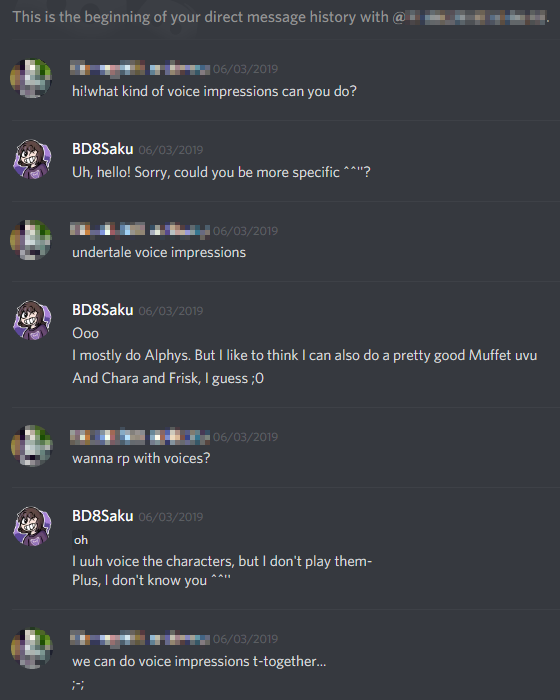 This is the beginning of your direct message history with @
06/03/2019
hi!what kind of voice impressions can you do?
BD8Saku 06/03/2019
Uh, hello! Sorry, could you be more specific ^^"?
06/03/2019
undertale voice impressions
BD8Saku 06/03/2019
Ooo
I mostly do Alphys. But I like to think I can also do a pretty good Muffet uvu
And Chara and Frisk, I guess ;0
06/03/2019
wanna rp with voices?
BD8Saku 06/03/2019
oh
I uuh voice the characters, but I don't play them-
Plus, I don't know you ^^"
06/03/2019
we can do voice impressions t-together...
;-;